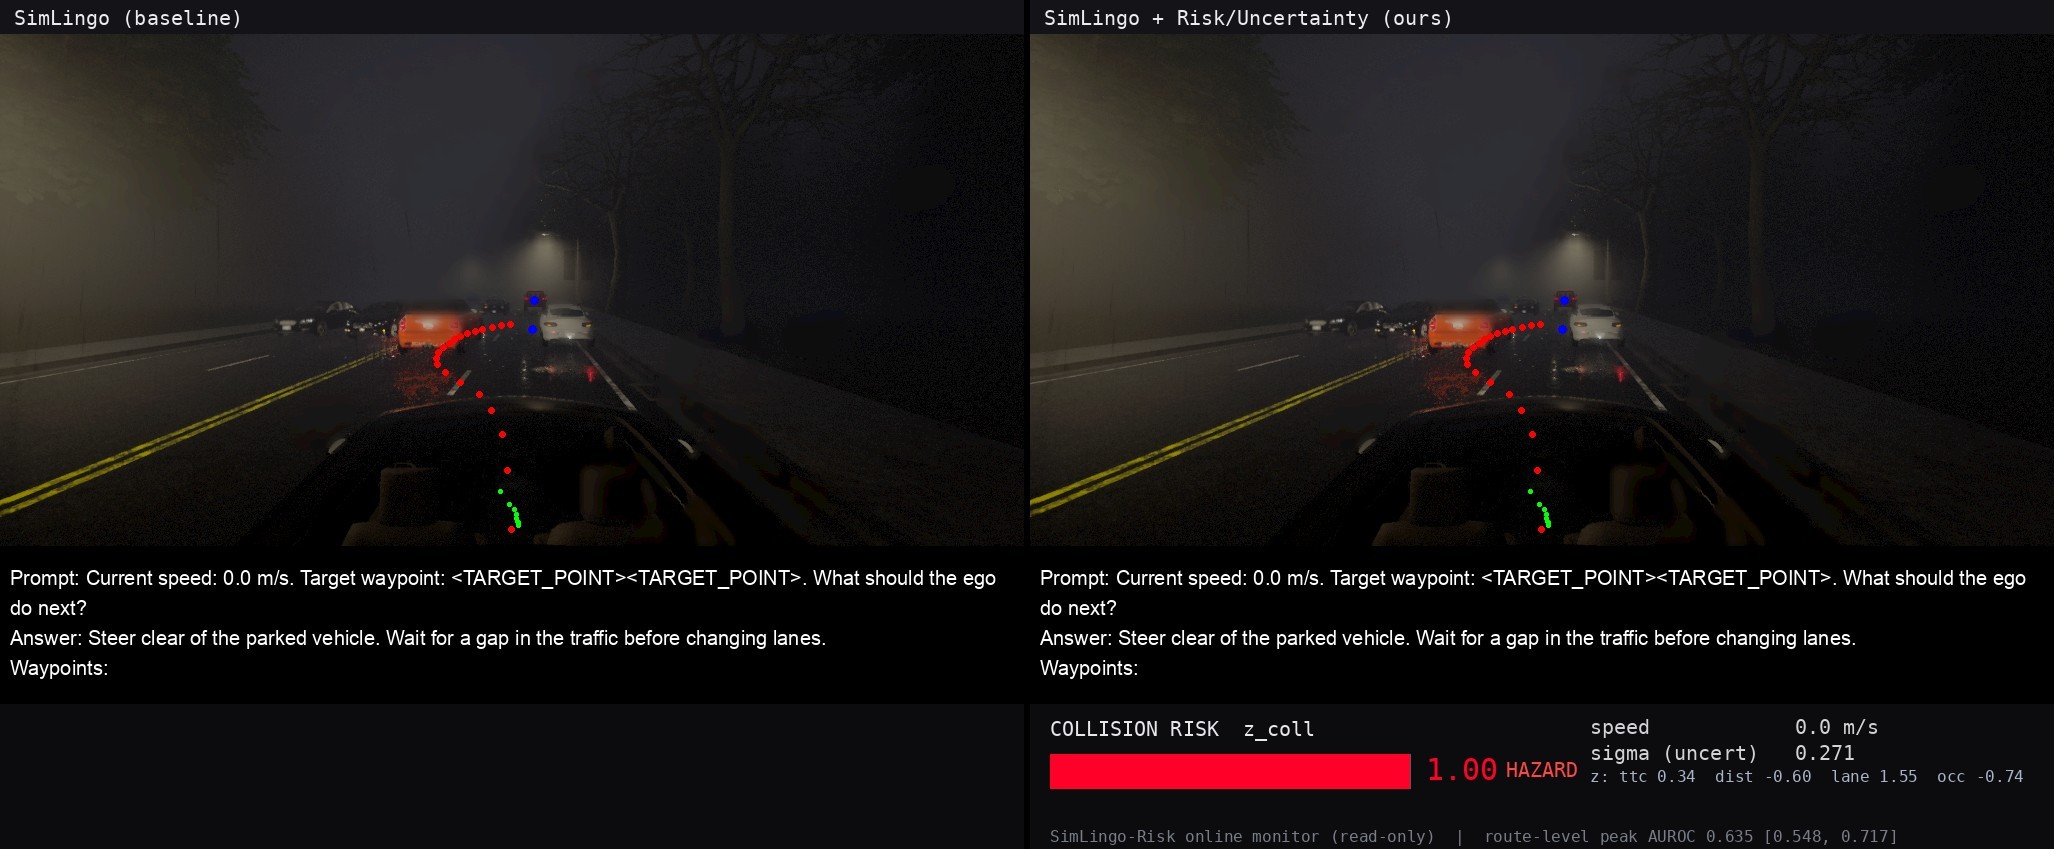 SimLingo (baseline)
Prompt: Current speed: 0.0 m/s. Target waypoint: <TARGET_POINT><TARGET_POINT>. What should the ego
do next?
Answer: Steer clear of the parked vehicle. Wait for a gap in the traffic before changing lanes.
Waypoints:
SimLingo + Risk/Uncertainty (ours)
Prompt: Current speed: 0.0 m/s. Target waypoint: <TARGET_POINT><TARGET_POINT>. What should the ego
do next?
Answer: Steer clear of the parked vehicle. Wait for a gap in the traffic before changing lanes.
Waypoints:
COLLISION RISK z_coll
1.00 HAZARD
speed 0.0 m/s
sigma (uncert) 0.271
z: ttc 0.34 dist -0.60 lane 1.55 occ -0.74
SimLingo-Risk online monitor (read-only) | route-level peak AUROC 0.635 [0.548, 0.717]